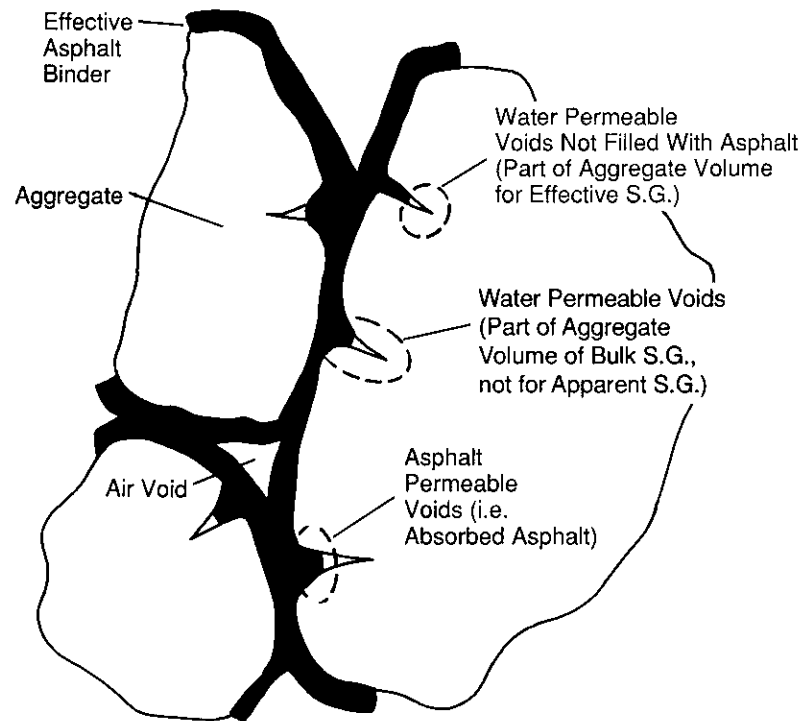 Effective
Asphalt
Binder
Water Permeable
Voids Not Filled With Asphalt
(Part of Aggregate Volume
for Effective S.G.)
Aggregate
Water Permeable Voids
(Part of Aggregate
Volume of Bulk S.G.,
not for Apparent S.G.)
Asphalt
Permeable
Voids (i.e.
Absorbed Asphalt)
Air Void